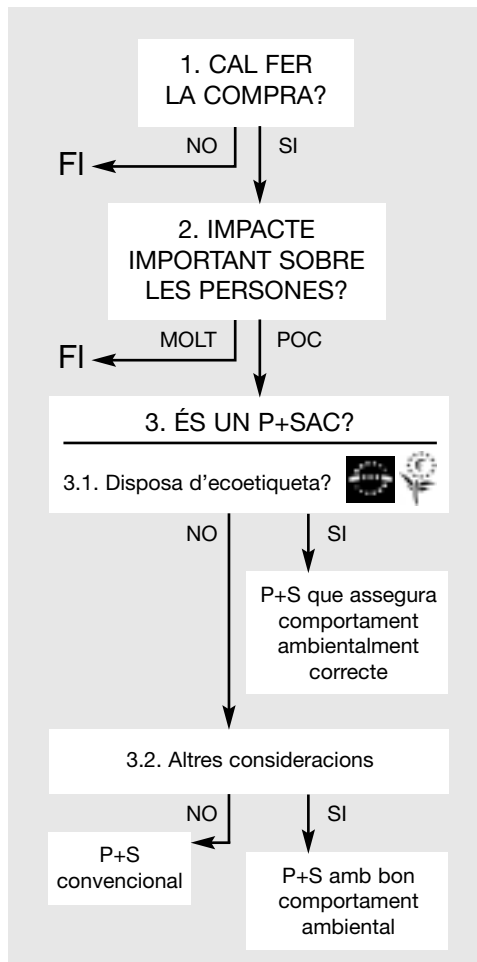 1. CAL FER
LA COMPRA?
NO
SI
FI
2. IMPACTE
IMPORTANT SOBRE
LES PERSONES?
MOLT
POC
FI
3. ÉS UN P+SAC?
3.1. Disposa d'ecoetiqueta?
NO
SI
P+S que assegura
comportament
ambientalment
correcte
3.2. Altres consideracions
NO
SI
P+S
convencional
P+S amb bon
comportament
ambiental